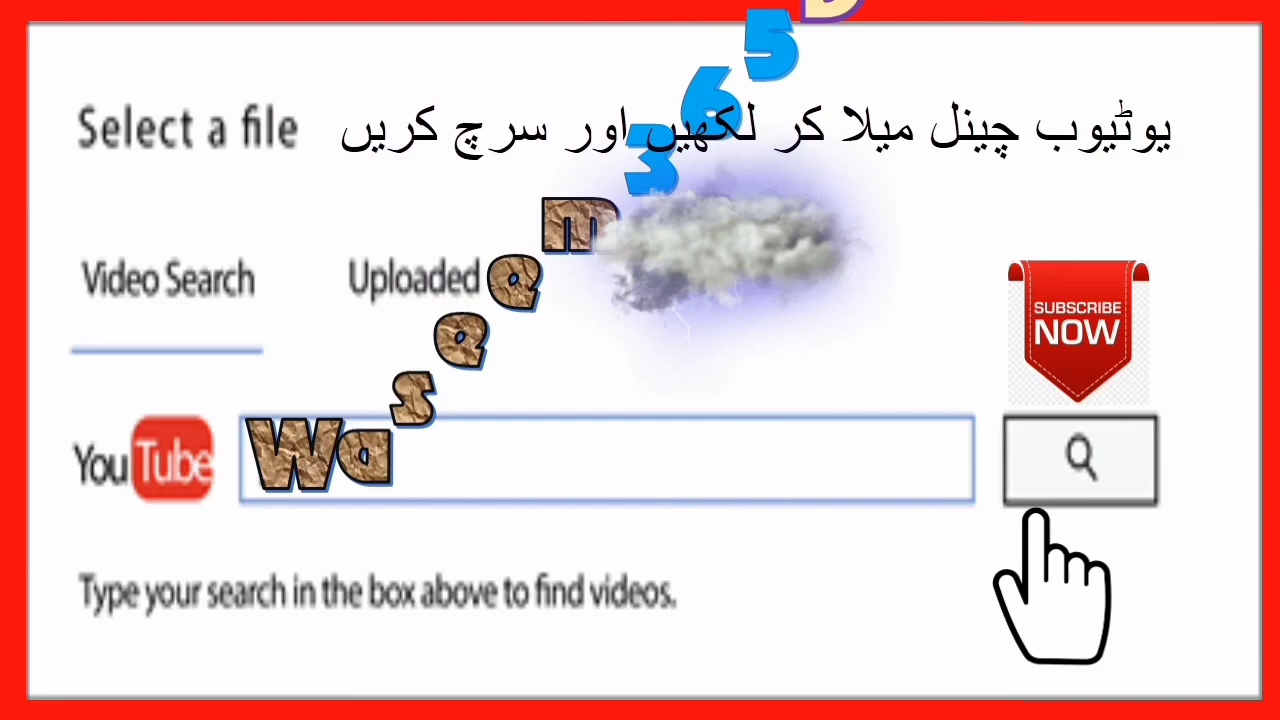 Select a file یوٹیوب چینل میلا کر لکھیں اور سرچ کریں
Video Search Uploaded
SUBSCRIBE
NOW
YouTube
Waseem365
Type your search in the box above to find videos.